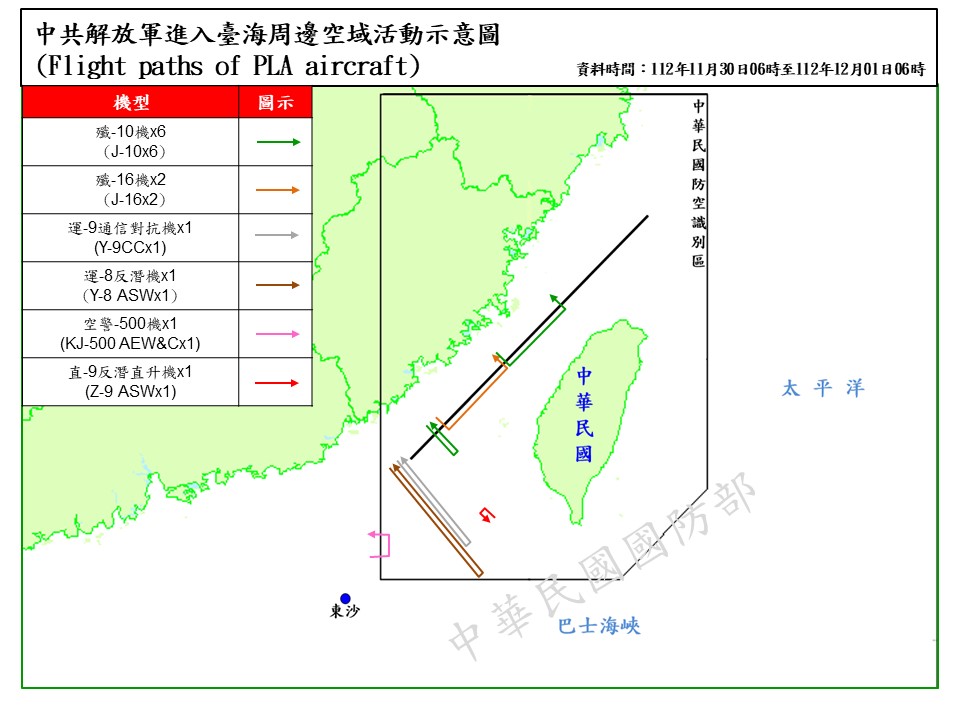 中共解放軍進入臺海周邊空域活動示意圖
(Flight paths of PLA aircraft)
資料時間：112年11月30日06時至112年12月01日06時
機型
圖示
殲-10機x6
（J-10x6）
殲-16機x2
（J-16x2）
運-9通信對抗機x1
(Y-9CCx1)
運-8反潛機x1
（Y-8 ASWx1）
空警-500機x1
(KJ-500 AEW&Cx1)
直-9反潛直升機x1
(Z-9 ASWx1)
中華民國防空識別區
中華民國
太平洋
東沙
巴士海峽
中華民國國防部